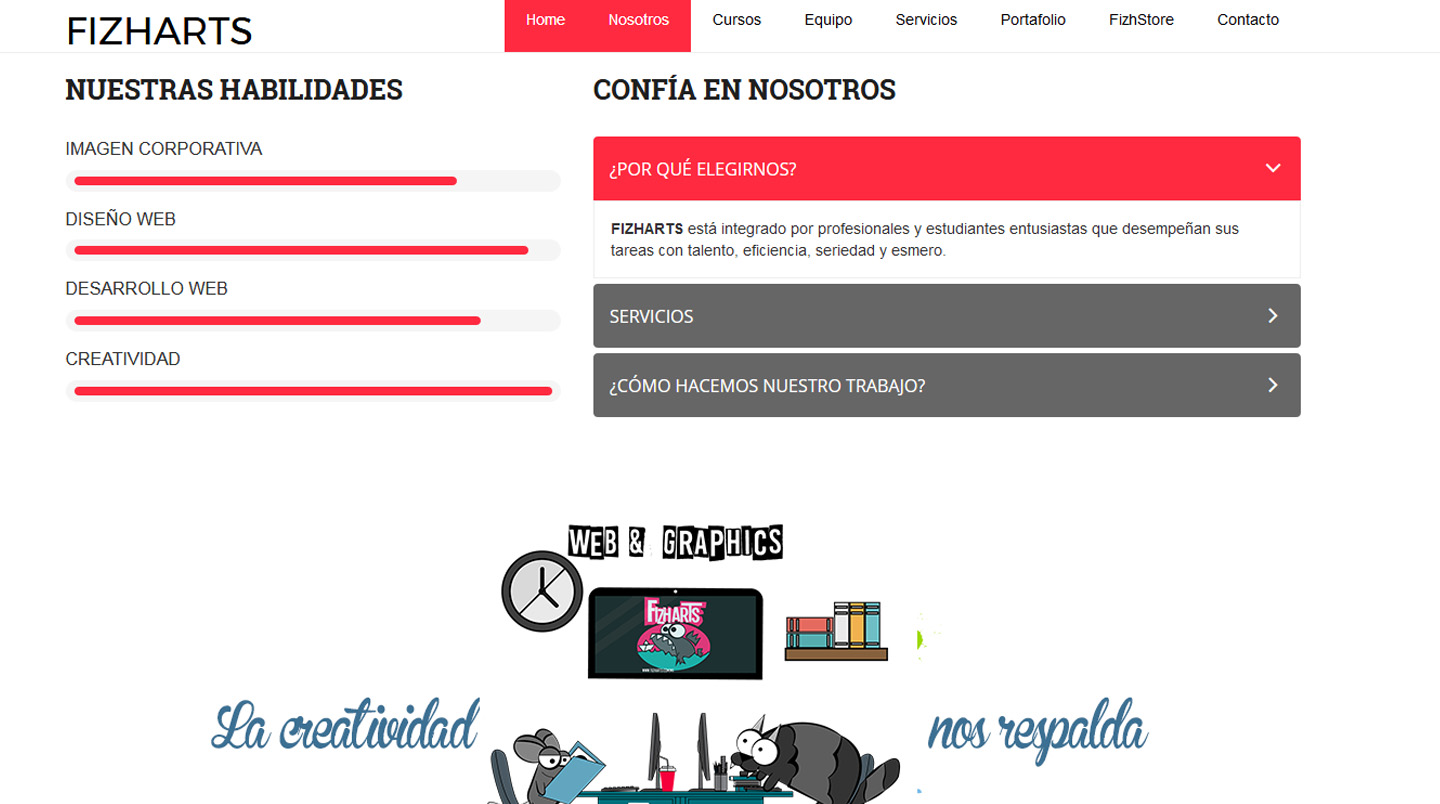 FIZHARTS
Home Nosotros Cursos Equipo Servicios Portafolio FizhStore Contacto
NUESTRAS HABILIDADES
IMAGEN CORPORATIVA
DISEÑO WEB
DESARROLLO WEB
CREATIVIDAD
CONFÍA EN NOSOTROS
¿POR QUÉ ELEGIRNOS?
FIZHARTS está integrado por profesionales y estudiantes entusiastas que desempeñan sus
tareas con talento, eficiencia, seriedad y esmero.
SERVICIOS
¿CÓMO HACEMOS NUESTRO TRABAJO?
WEB & GRAPHICS
FIZHARTS
La creatividad
nos respalda